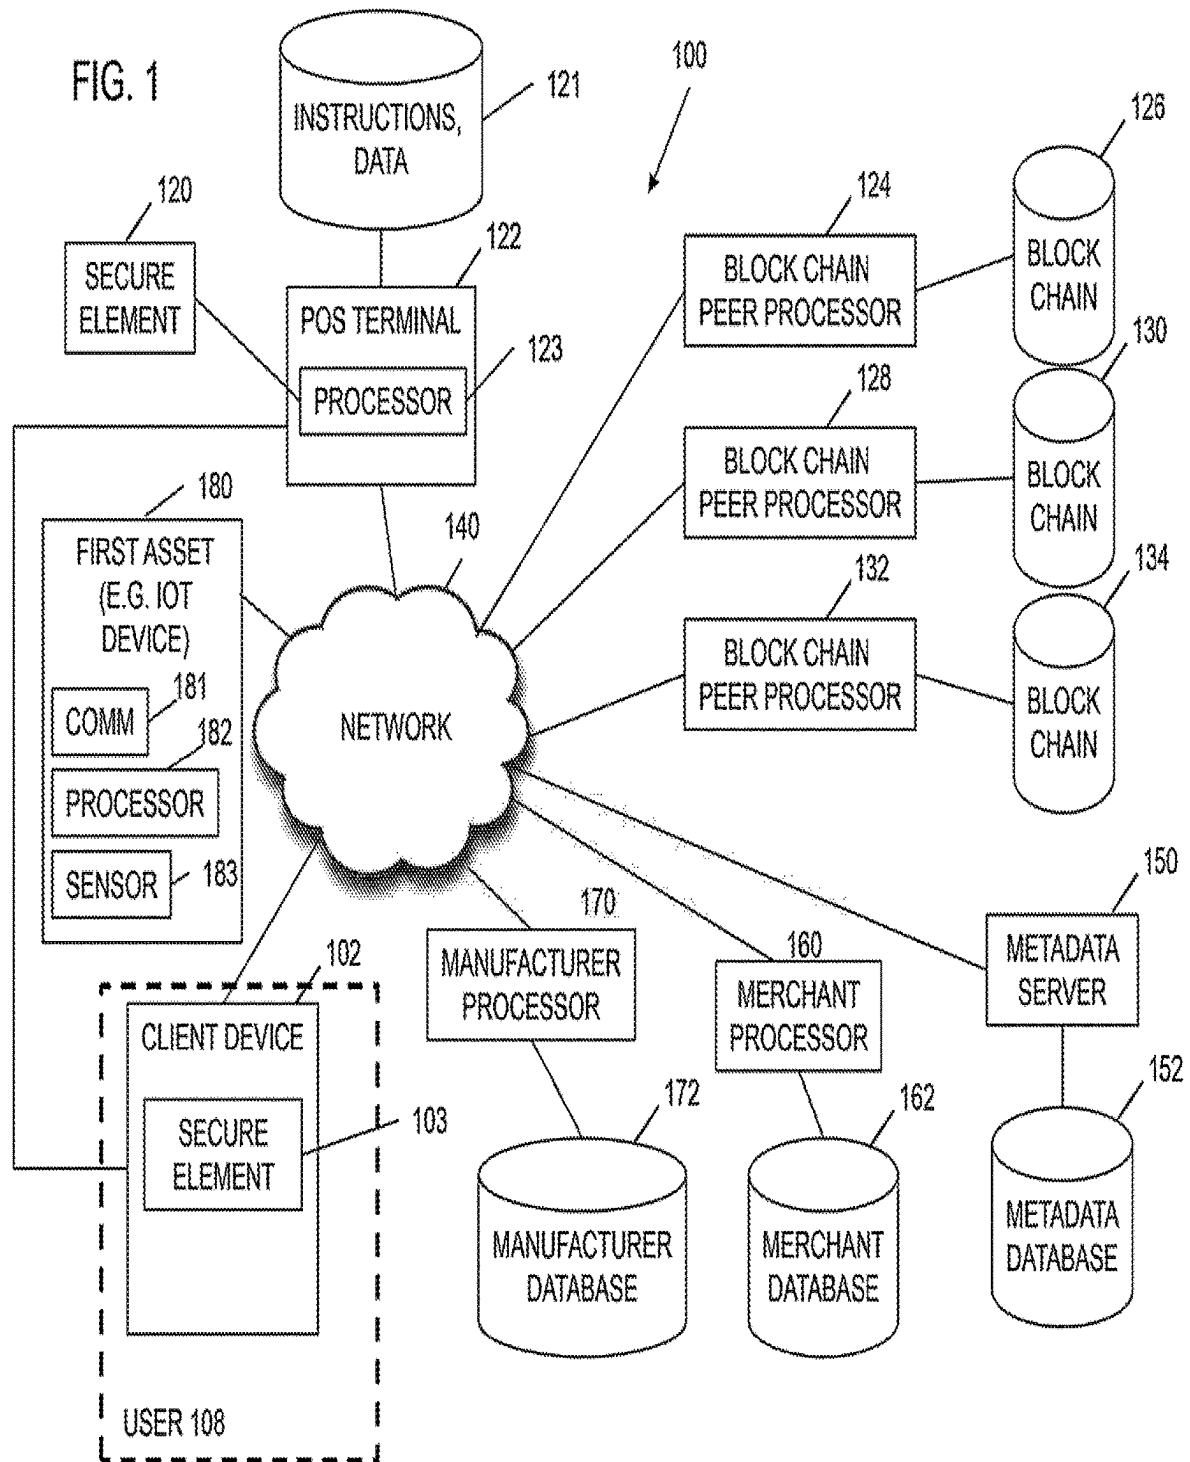 FIG. 1
INSTRUCTIONS,
DATA
121
100
126
120
SECURE
ELEMENT
122
POS TERMINAL
123
PROCESSOR
124
BLOCK CHAIN
PEER PROCESSOR
BLOCK
CHAIN
130
128
BLOCK CHAIN
PEER PROCESSOR
BLOCK
CHAIN
180
FIRST ASSET
(E.G. IOT
DEVICE)
181
COMM
182
PROCESSOR
SENSOR
183
140
NETWORK
132
BLOCK CHAIN
PEER PROCESSOR
134
BLOCK
CHAIN
170
MANUFACTURER
PROCESSOR
160
MERCHANT
PROCESSOR
150
METADATA
SERVER
102
CLIENT DEVICE
SECURE
ELEMENT
103
172
MANUFACTURER
DATABASE
162
MERCHANT
DATABASE
152
METADATA
DATABASE
USER 108